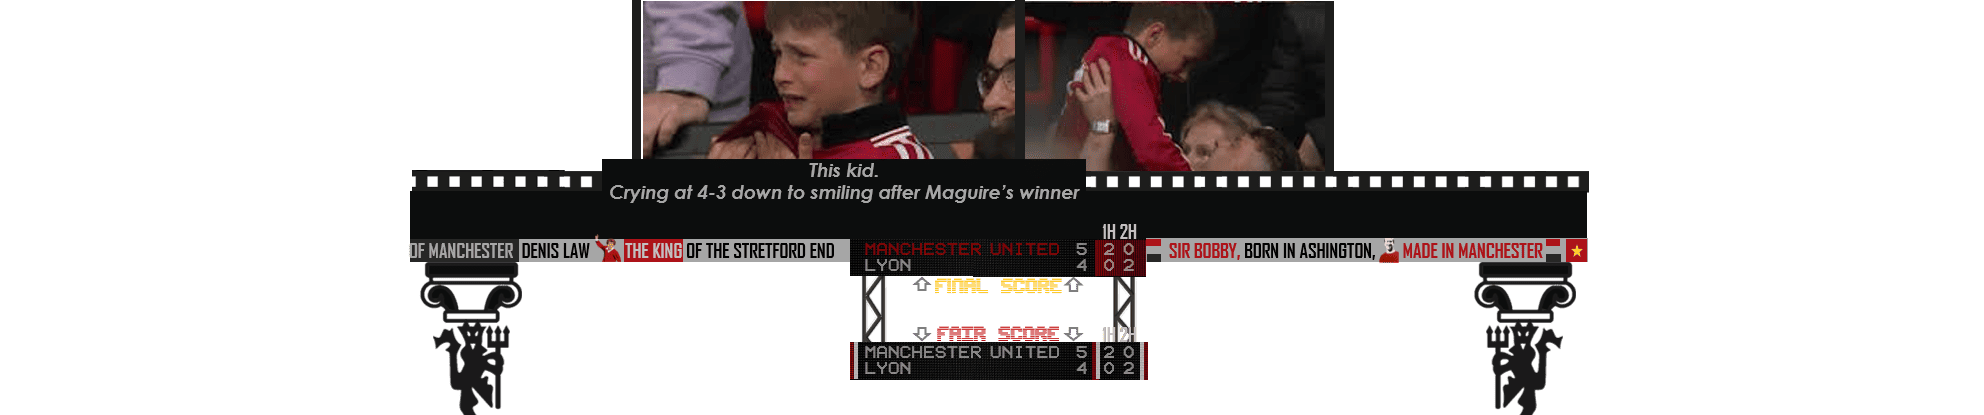 This kid.
Crying at 4-3 down to smiling after Maguire's winner
OF MANCHESTER DENIS LAW THE KING OF THE STRETFORD END
1H 2H
MANCHESTER UNITED 5 2 0
LYON 4 0 2
SIR BOBBY, BORN IN ASHINGTON, MADE IN MANCHESTER
FINAL SCORE
FAIR SCORE
1H 2H
MANCHESTER UNITED 5 2 0
LYON 4 0 2